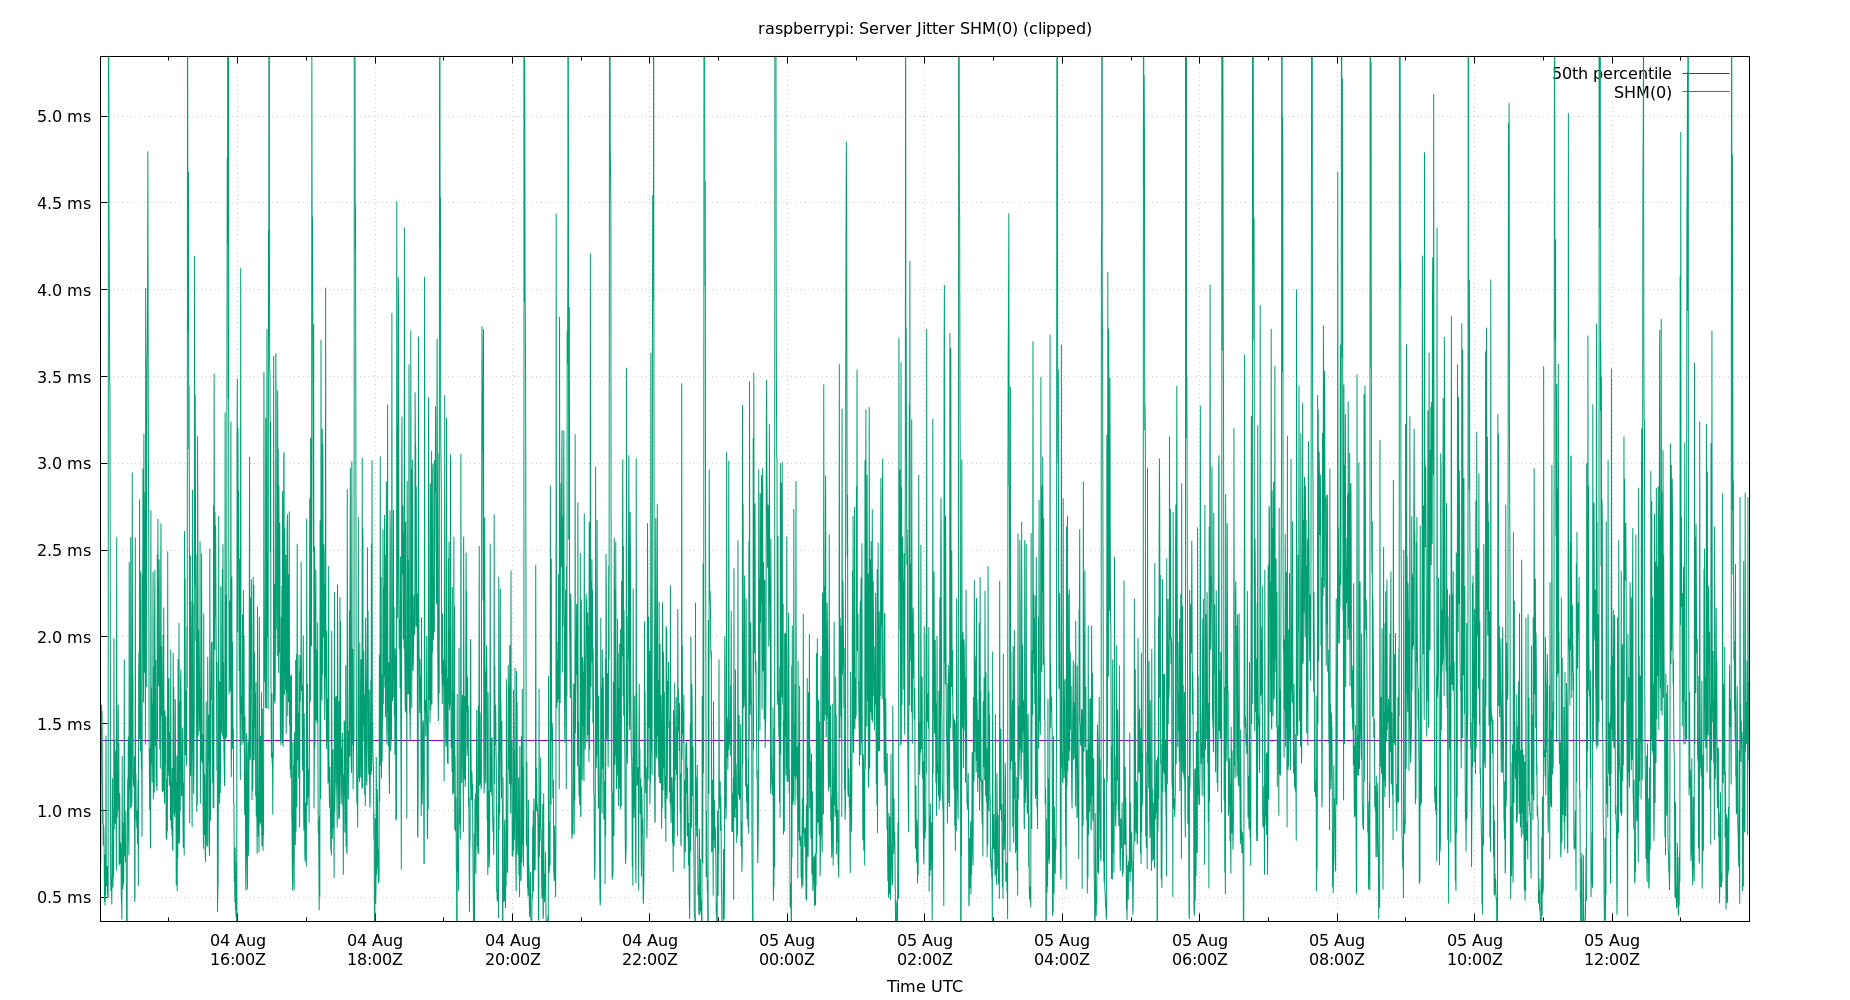 raspberrypi: Server Jitter SHM(0) (clipped)
50th percentile
SHM(0)
5.0 ms
4.5 ms
4.0 ms
3.5 ms
3.0 ms
2.5 ms
2.0 ms
1.5 ms
1.0 ms
0.5 ms
04 Aug 04 Aug 04 Aug 04 Aug 05 Aug 05 Aug 05 Aug 05 Aug 05 Aug 05 Aug 05 Aug
16:00Z 18:00Z 20:00Z 22:00Z 00:00Z 02:00Z 04:00Z 06:00Z 08:00Z 10:00Z 12:00Z
Time UTC